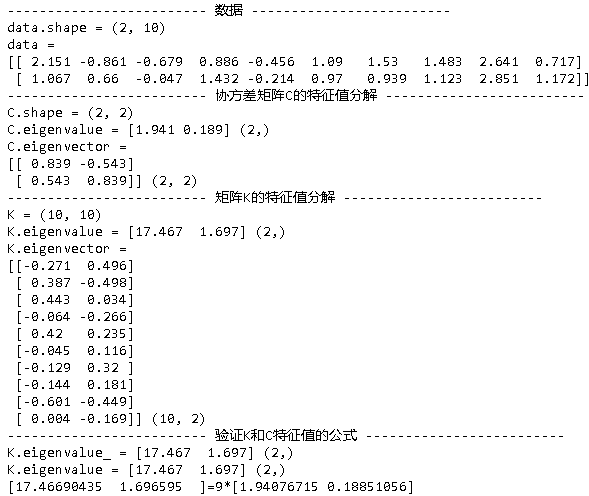 ------------------------- 数据 -------------------------
data.shape = (2, 10)
data =
[[ 2.151 -0.861 -0.679  0.886 -0.456  1.09   1.53   1.483  2.641  0.717]
 [ 1.067  0.66  -0.047  1.432 -0.214  0.97   0.939  1.123  2.851  1.172]]
------------------------- 协方差矩阵C的特征值分解 -------------------------
C.shape = (2, 2)
C.eigenvalue = [1.941 0.189] (2,)
C.eigenvector =
[[ 0.839 -0.543]
 [ 0.543  0.839]] (2, 2)
------------------------- 矩阵K的特征值分解 -------------------------
K = (10, 10)
K.eigenvalue = [17.467  1.697] (2,)
K.eigenvector =
[[-0.271  0.496]
 [ 0.387 -0.498]
 [ 0.443  0.034]
 [-0.064 -0.266]
 [ 0.42   0.235]
 [-0.045  0.116]
 [-0.129  0.32 ]
 [-0.144  0.181]
 [-0.601 -0.449]
 [ 0.004 -0.169]] (10, 2)
------------------------- 验证K和C特征值的公式 -------------------------
K.eigenvalue_ = [17.467  1.697] (2,)
K.eigenvalue = [17.467  1.697] (2,)
[17.46690435  1.696595  ]=9*[1.94076715 0.18851056]